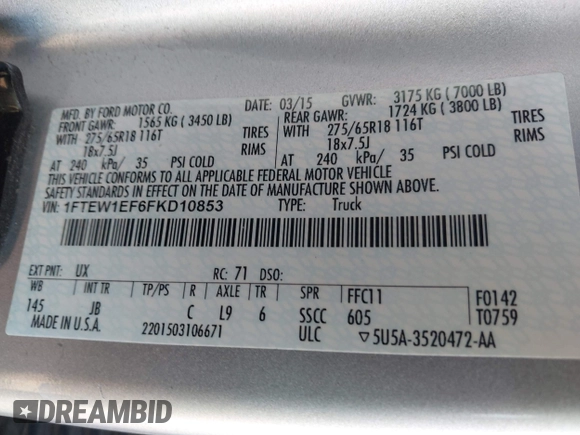 MFD. BY FORD MOTOR CO.
DATE: 03/15 GVWR: 3175 KG ( 7000 LB)
FRONT GAWR: 1565 KG ( 3450 LB)
REAR GAWR: 1724 KG ( 3800 LB)
WITH 275/65R18 116T TIRES
WITH 275/65R18 116T TIRES
18x7.5J RIMS
18x7.5J RIMS
AT 240 kPa/ 35 PSI COLD
AT 240 kPa/ 35 PSI COLD
THIS VEHICLE CONFORMS TO ALL APPLICABLE FEDERAL MOTOR VEHICLE
SAFETY STANDARDS IN EFFECT ON THE DATE OF MANUFACTURE SHOWN ABOVE.
VIN: 1FTEW1EF6FKD10853 TYPE: Truck
EXT PNT: UX RC: 71 DSO:
WB INT TR TP/PS R AXLE TR SPR FFC11 F0142
145 JB C L9 6 SSCC 605 T0759
MADE IN U.S.A. 2201503106671 ULC ▽5U5A-3520472-AA
DREAMBID